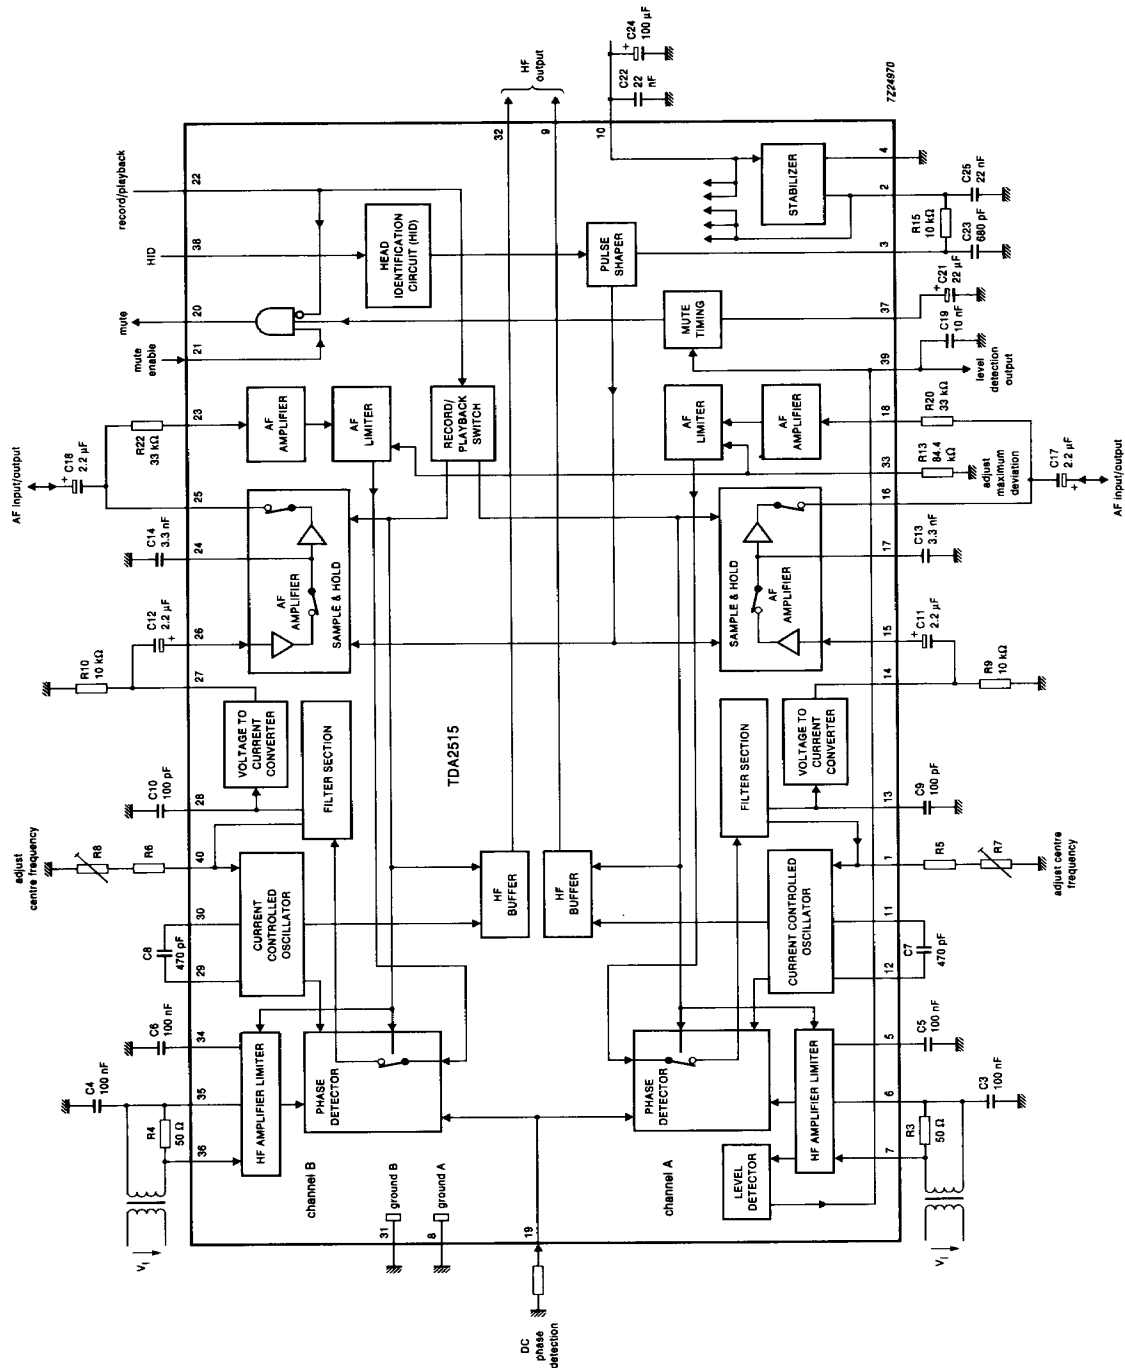 adjust
centre frequency
AF input/output
mute
enable
mute
HID
record/playback
C4
100 nF
C6
100 nF
C8
470 pF
R8
R6
C10
100 pF
R10
10 kΩ
C12
2.2 µF
+
C14
3.3 nF
C18
2.2 µF
+
R22
33 kΩ
V_I
R4
50 Ω
36
35
34
29
30
40
28
27
26
24
25
23
21
20
38
22
HF AMPLIFIER LIMITER
CURRENT
CONTROLLED
OSCILLATOR
VOLTAGE TO
CURRENT
CONVERTER
FILTER SECTION
AF
AMPLIFIER
SAMPLE & HOLD
AF
AMPLIFIER
AF
LIMITER
HEAD
IDENTIFICATION
CIRCUIT (HID)
channel B
PHASE
DETECTOR
RECORD/
PLAYBACK
SWITCH
31
ground B
8
ground A
TDA2515
HF
BUFFER
32
HF
output
19
DC
phase
detection
HF
BUFFER
9
PULSE
SHAPER
10
C22
22
nF
C24
100 µF
+
channel A
PHASE
DETECTOR
AF
LIMITER
MUTE
TIMING
LEVEL
DETECTOR
HF AMPLIFIER LIMITER
CURRENT CONTROLLED
OSCILLATOR
FILTER SECTION
VOLTAGE TO
CURRENT
CONVERTER
SAMPLE & HOLD
AF
AMPLIFIER
AF
AMPLIFIER
STABILIZER
7
6
5
12
11
1
13
14
15
17
16
33
18
39
37
3
2
4
7Z24970
V_I
R3
50 Ω
C3
100 nF
C5
100 nF
C7
470 pF
R5
R7
adjust centre
frequency
C9
100 pF
R9
10 kΩ
C11
2.2 µF
+
C13
3.3 nF
C17
2.2 µF
+
AF input/output
R13
84.4
kΩ
adjust
maximum
deviation
R20
33 kΩ
level
detection
output
C19
10 nF
C21
22 µF
+
C23
680 pF
R15
10 kΩ
C25
22 nF